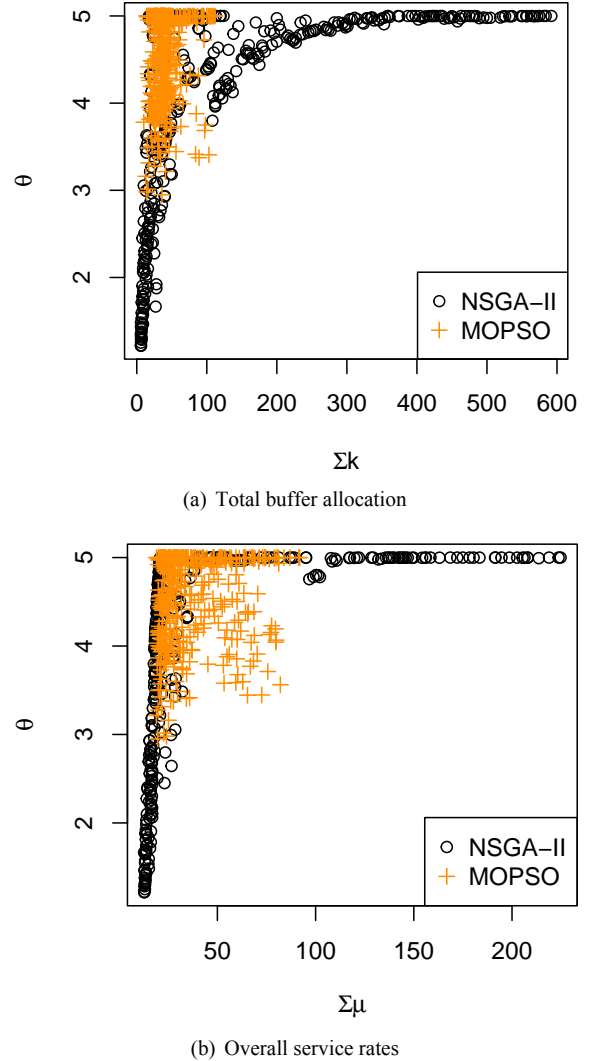 5
4
3
2
θ
NSGA−II
MOPSO
0 100 200 300 400 500 600
Σk
(a) Total buffer allocation
5
4
3
2
θ
NSGA−II
MOPSO
50 100 150 200
Σμ
(b) Overall service rates